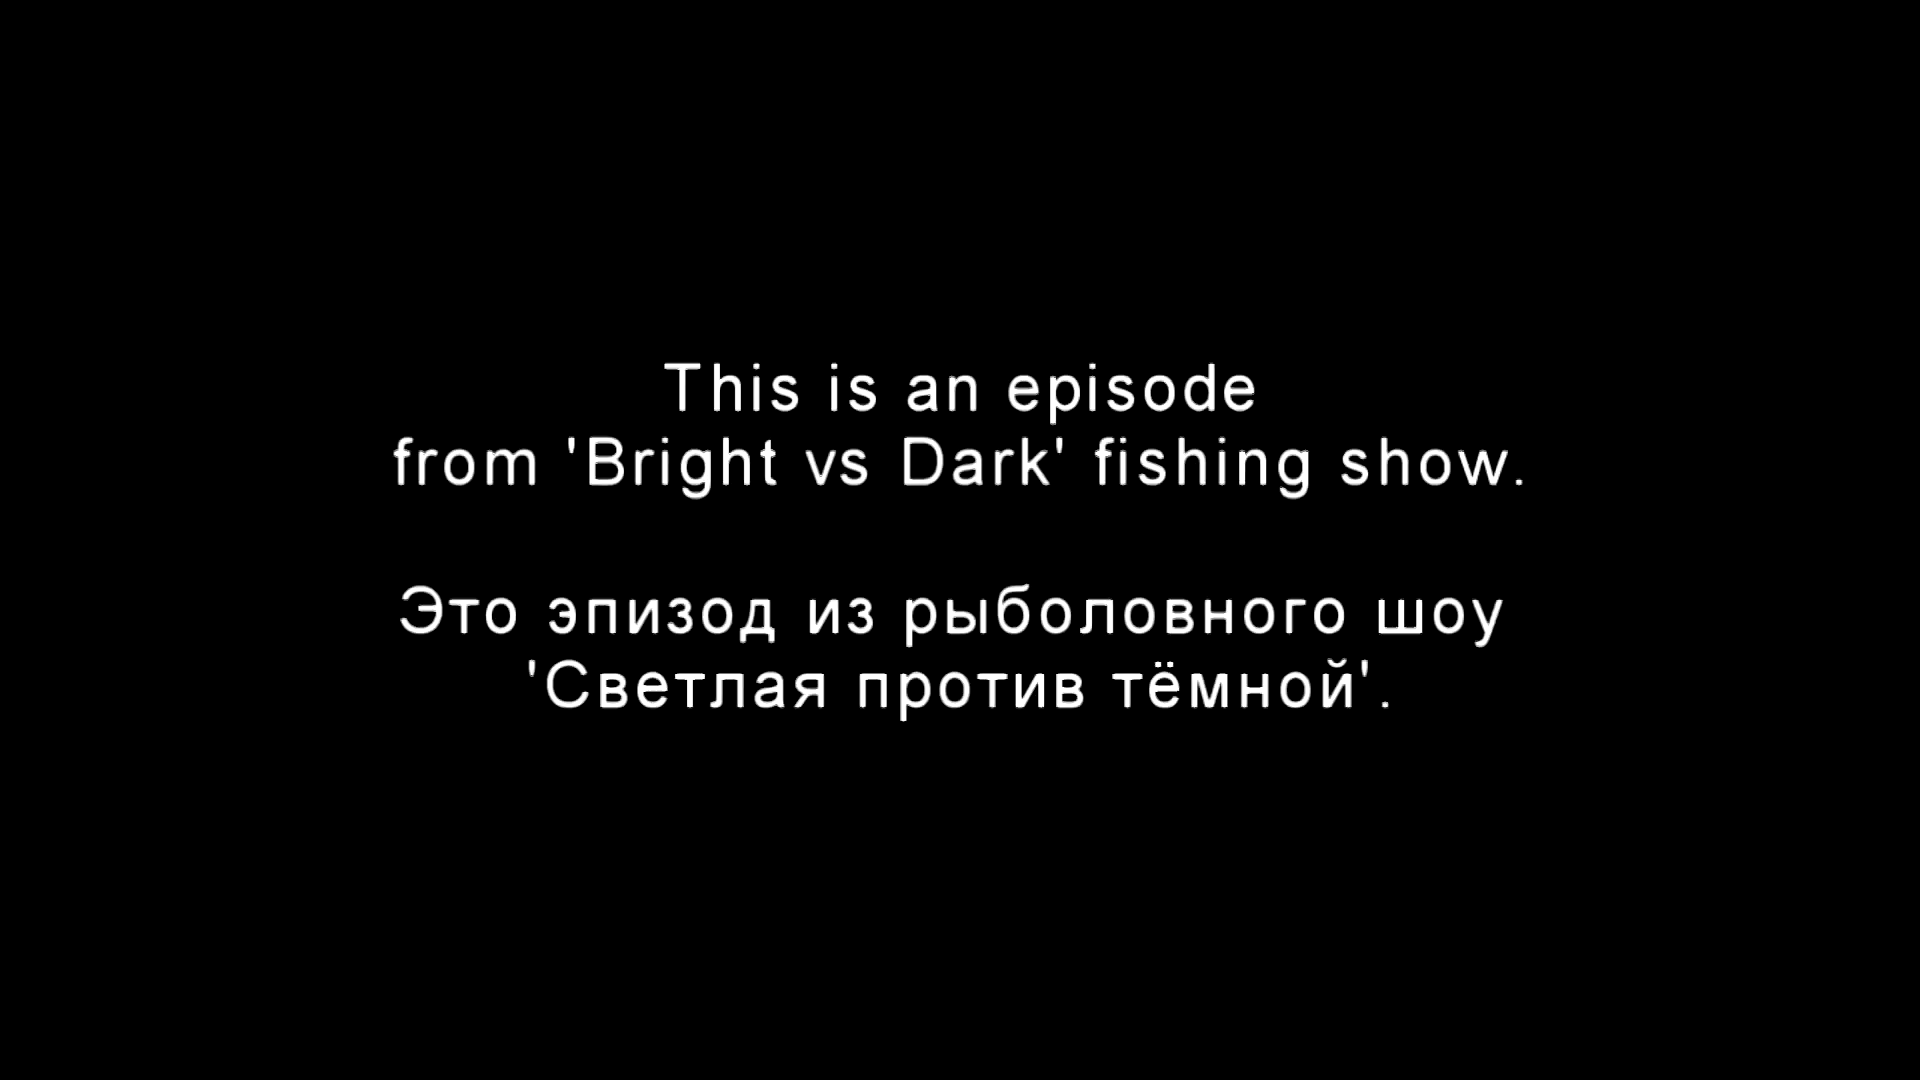 This is an episode
from 'Bright vs Dark' fishing show.
Это эпизод из рыболовного шоу
'Светлая против тёмной'.